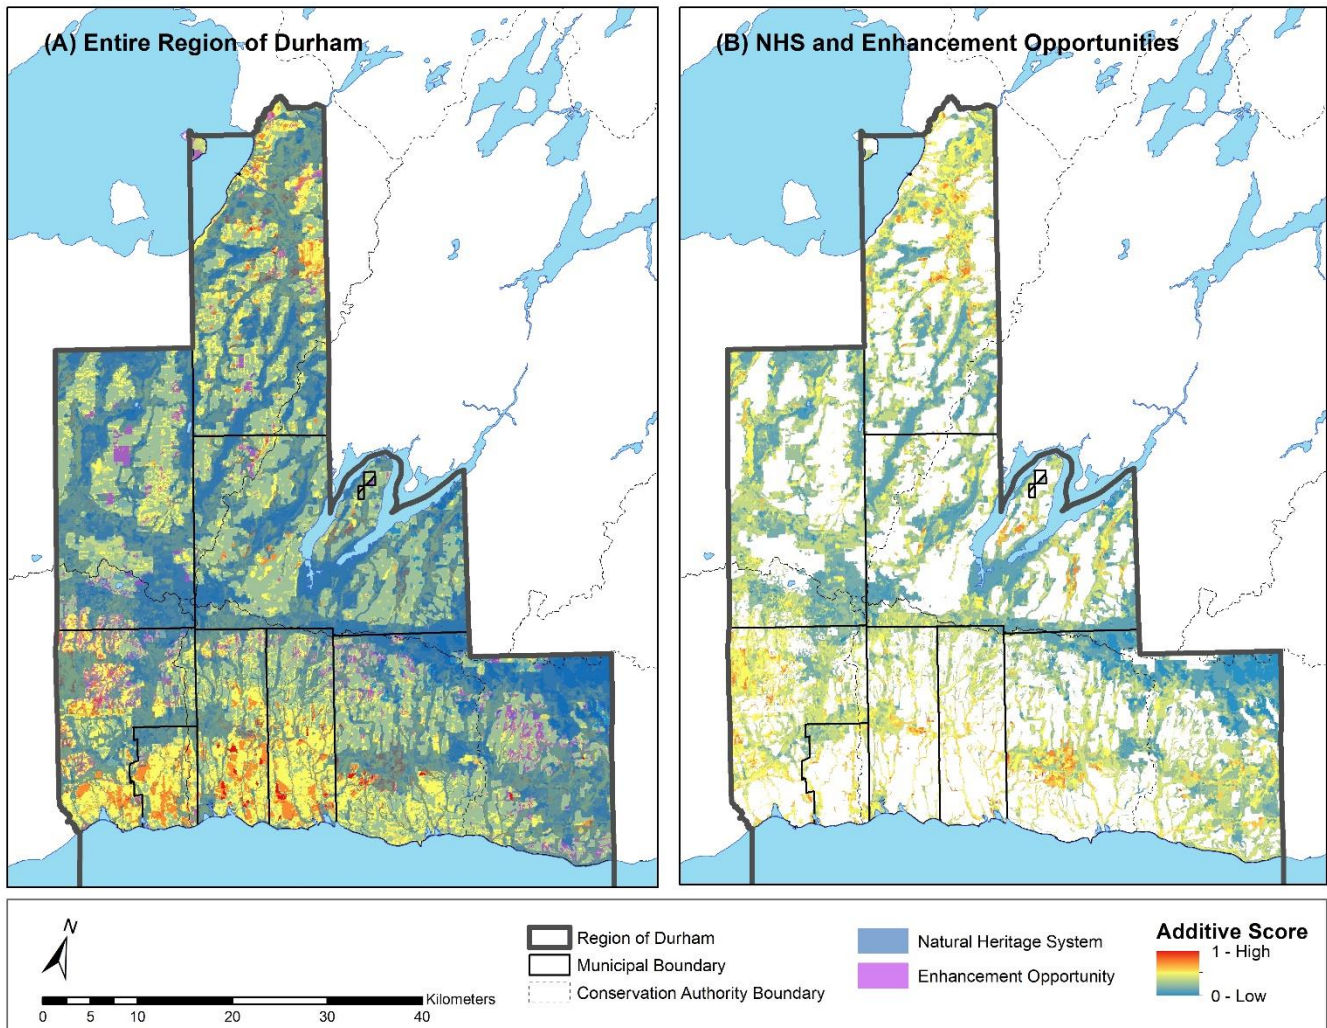 (A) Entire Region of Durham
(B) NHS and Enhancement Opportunities
N
Kilometers
0 5 10 20 30 40
Region of Durham
Municipal Boundary
Conservation Authority Boundary
Natural Heritage System
Enhancement Opportunity
Additive Score
1 - High
0 - Low